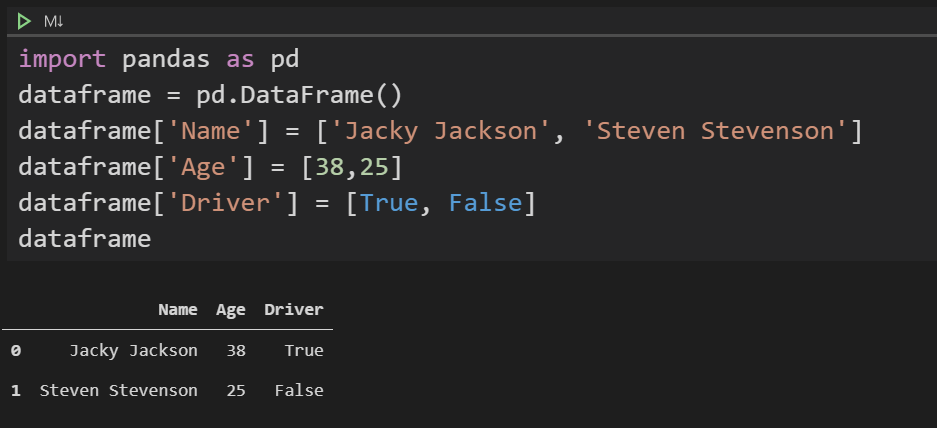 M↓
import pandas as pd
dataframe = pd.DataFrame()
dataframe['Name'] = ['Jacky Jackson', 'Steven Stevenson']
dataframe['Age'] = [38,25]
dataframe['Driver'] = [True, False]
dataframe
Name Age Driver
0 Jacky Jackson 38 True
1 Steven Stevenson 25 False